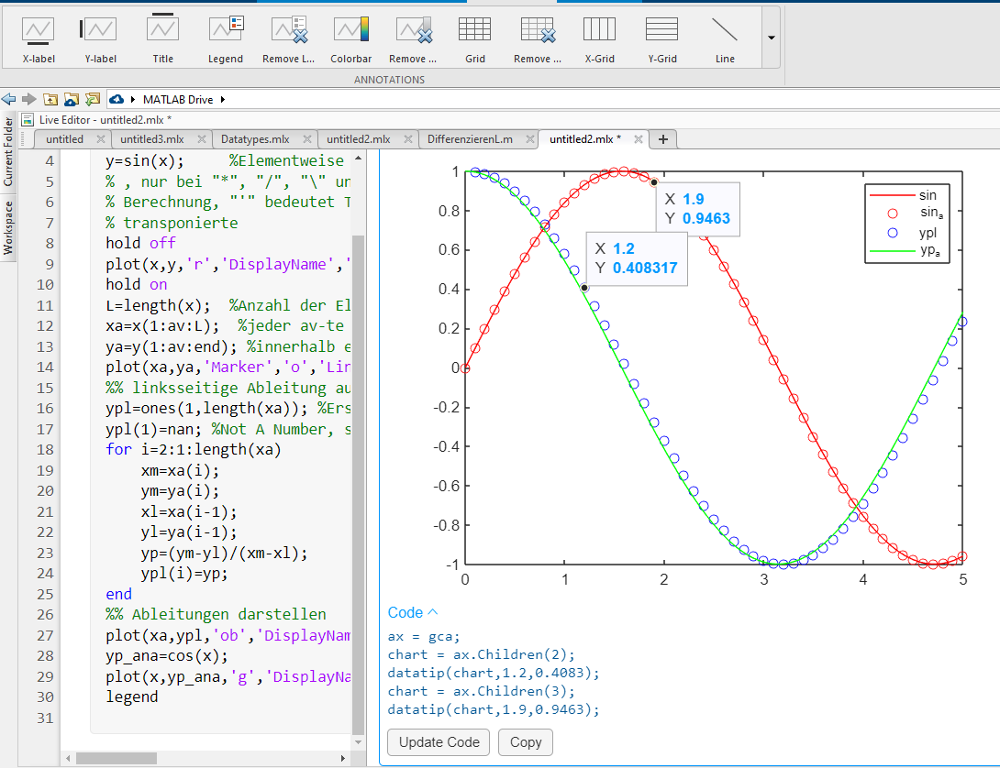 X-label Y-label Title Legend Remove L... Colorbar Remove ... Grid Remove ... X-Grid Y-Grid Line
ANNOTATIONS
MATLAB Drive
Live Editor - untitled2.mlx *
untitled untitled3.mlx Datatypes.mlx untitled2.mlx DifferenzierenL.m untitled2.mlx * +
Current Folder
Workspace
4 y=sin(x); %Elementweise
5 % , nur bei "*", "/", "\" un
6 % Berechnung, "'" bedeutet T
7 % transponierte
8 hold off
9 plot(x,y,'r','DisplayName','
10 hold on
11 L=length(x); %Anzahl der El
12 xa=x(1:av:L); %jeder av-te
13 ya=y(1:av:end); %innerhalb e
14 plot(xa,ya,'Marker','o','Lin
15 %% linksseitige Ableitung au
16 ypl=ones(1,length(xa)); %Ers
17 ypl(1)=nan; %Not A Number, s
18 for i=2:1:length(xa)
19 xm=xa(i);
20 ym=ya(i);
21 xl=xa(i-1);
22 yl=ya(i-1);
23 yp=(ym-yl)/(xm-xl);
24 ypl(i)=yp;
25 end
26 %% Ableitungen darstellen
27 plot(xa,ypl,'ob','DisplayNam
28 yp_ana=cos(x);
29 plot(x,yp_ana,'g','DisplayNa
30 legend
31
1
0.8
0.6
0.4
0.2
0
-0.2
-0.4
-0.6
-0.8
-1
0 1 2 3 4 5
X 1.9
Y 0.9463
X 1.2
Y 0.408317
sin
sinₐ
ypl
ypₐ
Code
ax = gca;
chart = ax.Children(2);
datatip(chart,1.2,0.4083);
chart = ax.Children(3);
datatip(chart,1.9,0.9463);
Update Code Copy